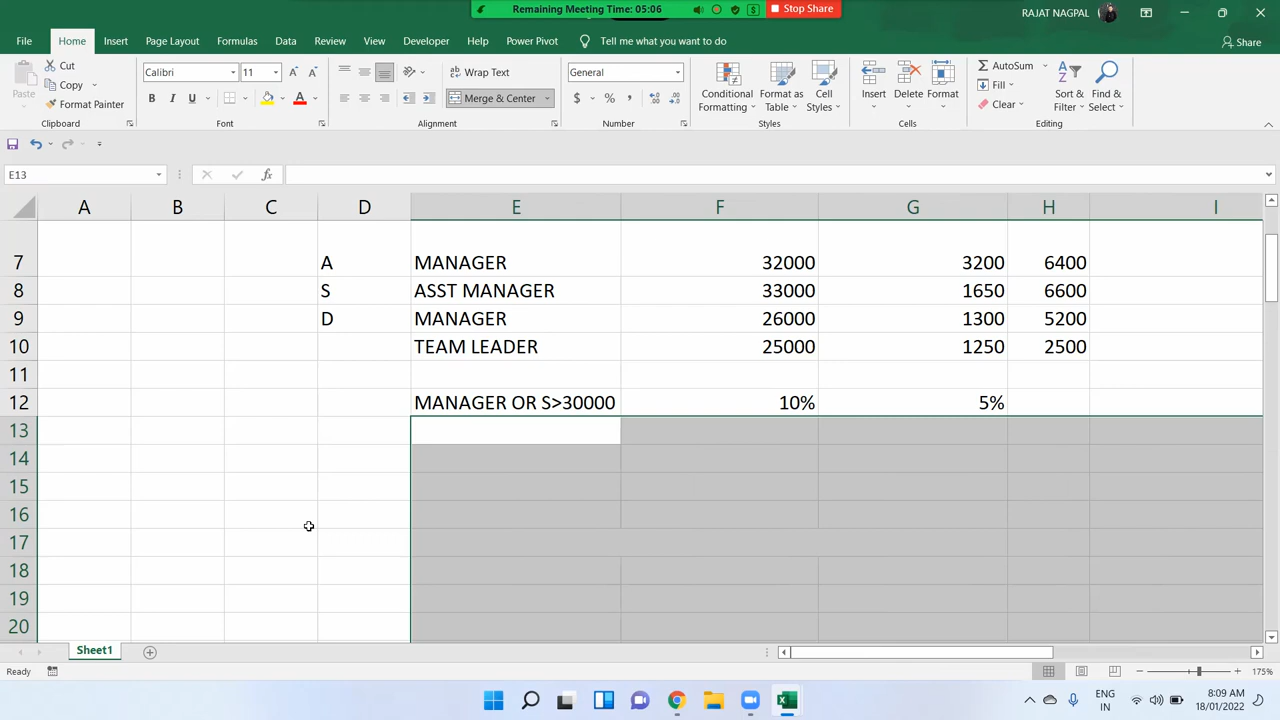 Remaining Meeting Time: 05:06
Stop Share
RAJAT NAGPAL
File Home Insert Page Layout Formulas Data Review View Developer Help Power Pivot Tell me what you want to do Share
Paste
Cut
Copy
Format Painter
Clipboard
Calibri 11
B I U A
Font
Wrap Text
Merge & Center
Alignment
General
$ % ,
Number
Conditional Formatting
Format as Table
Cell Styles
Styles
Insert Delete Format
Cells
AutoSum
Fill
Clear
Sort & Filter
Find & Select
Editing
E13 fx
A B C D E F G H I
7 A MANAGER 32000 3200 6400
8 S ASST MANAGER 33000 1650 6600
9 D MANAGER 26000 1300 5200
10 TEAM LEADER 25000 1250 2500
11
12 MANAGER OR S>30000 10% 5%
13
14
15
16
17
18
19
20
Sheet1
Ready 175%
ENG 8:09 AM
IN 18/01/2022